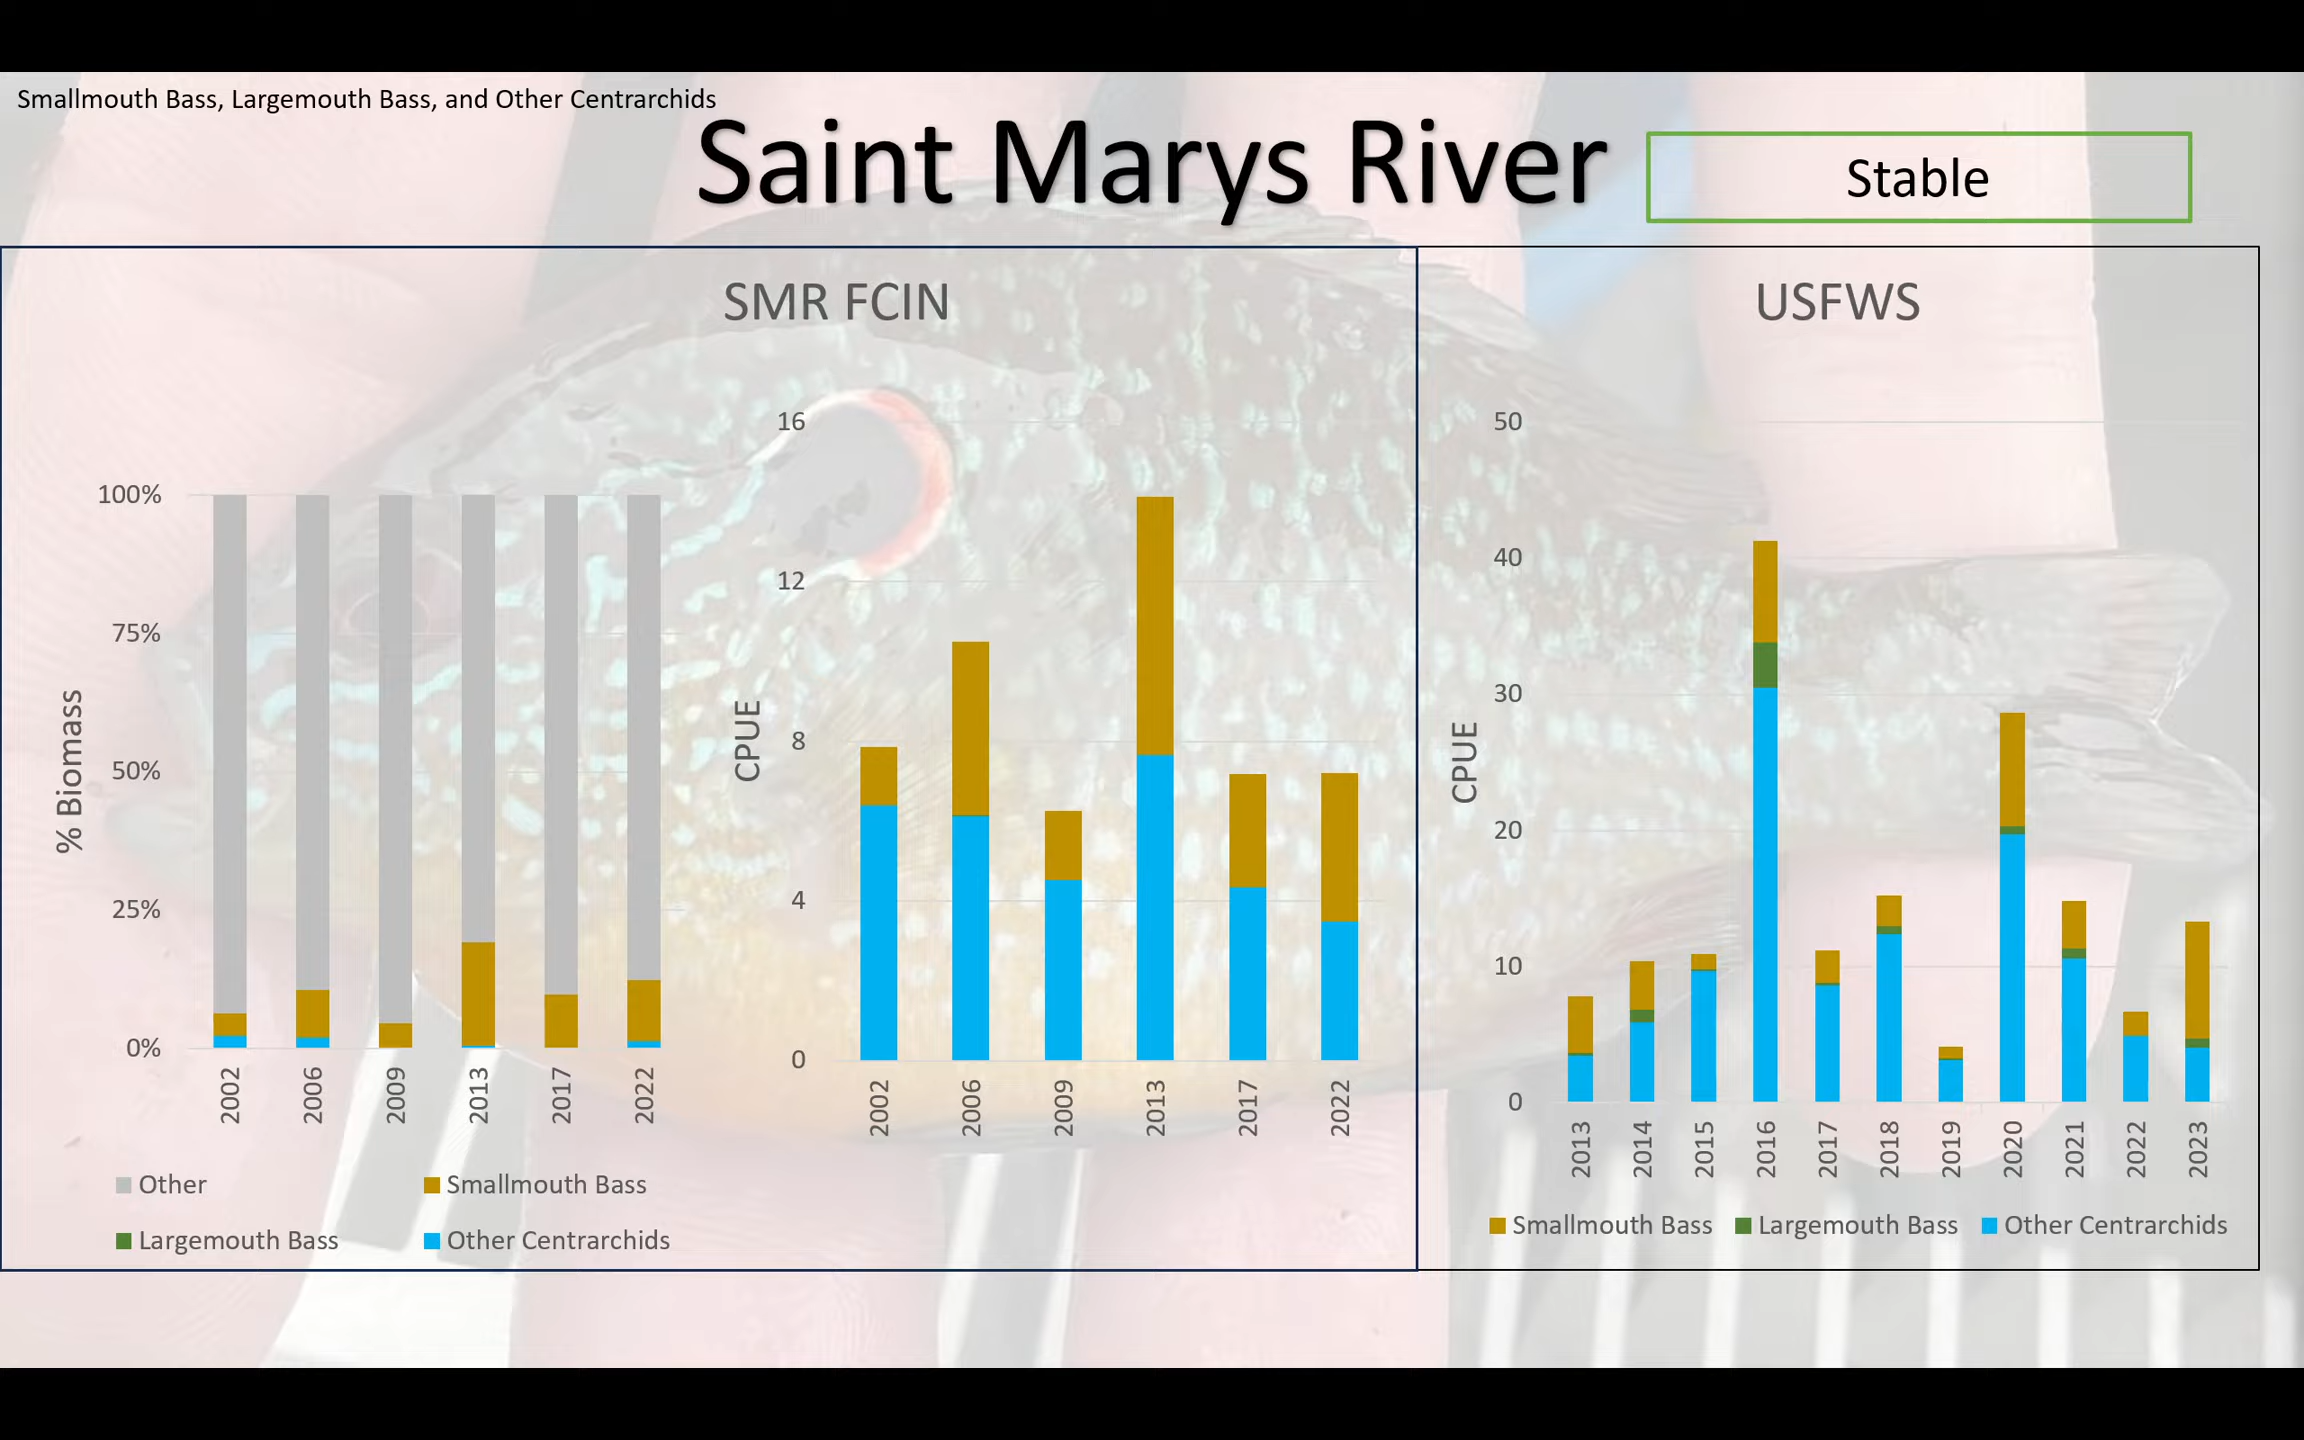 Smallmouth Bass, Largemouth Bass, and Other Centrarchids
Saint Marys River
Stable
SMR FCIN
% Biomass
100%
75%
50%
25%
0%
2002 2006 2009 2013 2017 2022
Other Smallmouth Bass
Largemouth Bass Other Centrarchids
CPUE
16
12
8
4
0
2002 2006 2009 2013 2017 2022
USFWS
CPUE
50
40
30
20
10
0
2013 2014 2015 2016 2017 2018 2019 2020 2021 2022 2023
Smallmouth Bass Largemouth Bass Other Centrarchids